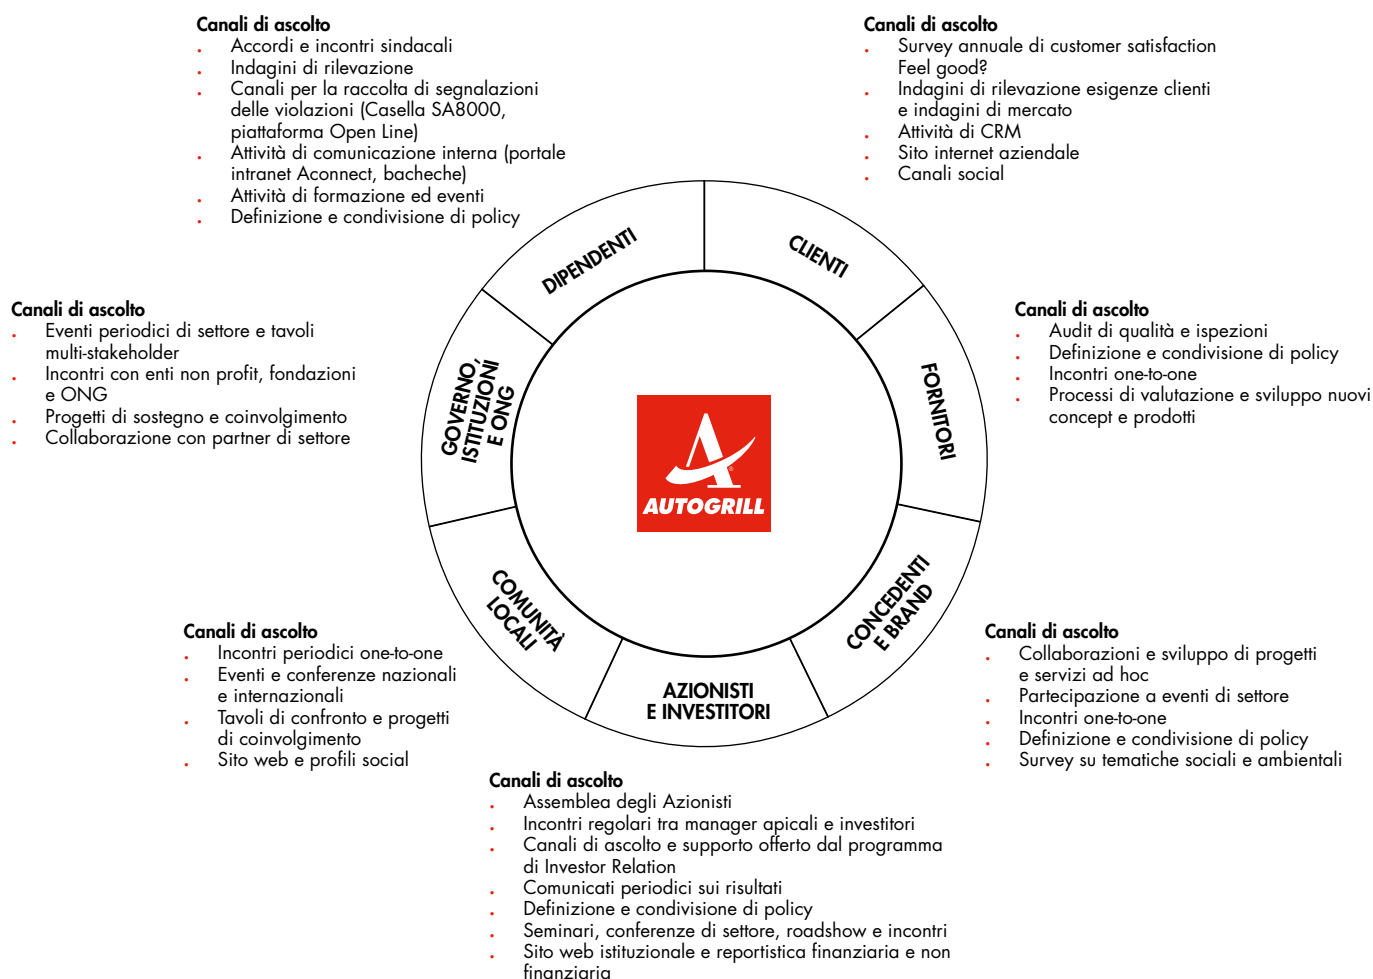 Canali di ascolto
. Accordi e incontri sindacali
. Indagini di rilevazione
. Canali per la raccolta di segnalazioni
delle violazioni (Casella SA8000,
piattaforma Open Line)
. Attività di comunicazione interna (portale
intranet Aconnect, bacheche)
. Attività di formazione ed eventi
. Definizione e condivisione di policy
Canali di ascolto
. Survey annuale di customer satisfaction
Feel good?
. Indagini di rilevazione esigenze clienti
e indagini di mercato
. Attività di CRM
. Sito internet aziendale
. Canali social
DIPENDENTI
CLIENTI
Canali di ascolto
. Eventi periodici di settore e tavoli
multi-stakeholder
. Incontri con enti non profit, fondazioni
e ONG
. Progetti di sostegno e coinvolgimento
. Collaborazione con partner di settore
GOVERNO,
ISTITUZIONI
E ONG
FORNITORI
Canali di ascolto
. Audit di qualità e ispezioni
. Definizione e condivisione di policy
. Incontri one-to-one
. Processi di valutazione e sviluppo nuovi
concept e prodotti
A
®
AUTOGRILL
COMUNITÀ
LOCALI
CONCEDENTI
E BRAND
AZIONISTI
E INVESTITORI
Canali di ascolto
. Incontri periodici one-to-one
. Eventi e conferenze nazionali
e internazionali
. Tavoli di confronto e progetti
di coinvolgimento
. Sito web e profili social
Canali di ascolto
. Collaborazioni e sviluppo di progetti
e servizi ad hoc
. Partecipazione a eventi di settore
. Incontri one-to-one
. Definizione e condivisione di policy
. Survey su tematiche sociali e ambientali
Canali di ascolto
. Assemblea degli Azionisti
. Incontri regolari tra manager apicali e investitori
. Canali di ascolto e supporto offerto dal programma
di Investor Relation
. Comunicati periodici sui risultati
. Definizione e condivisione di policy
. Seminari, conferenze di settore, roadshow e incontri
. Sito web istituzionale e reportistica finanziaria e non
finanziaria